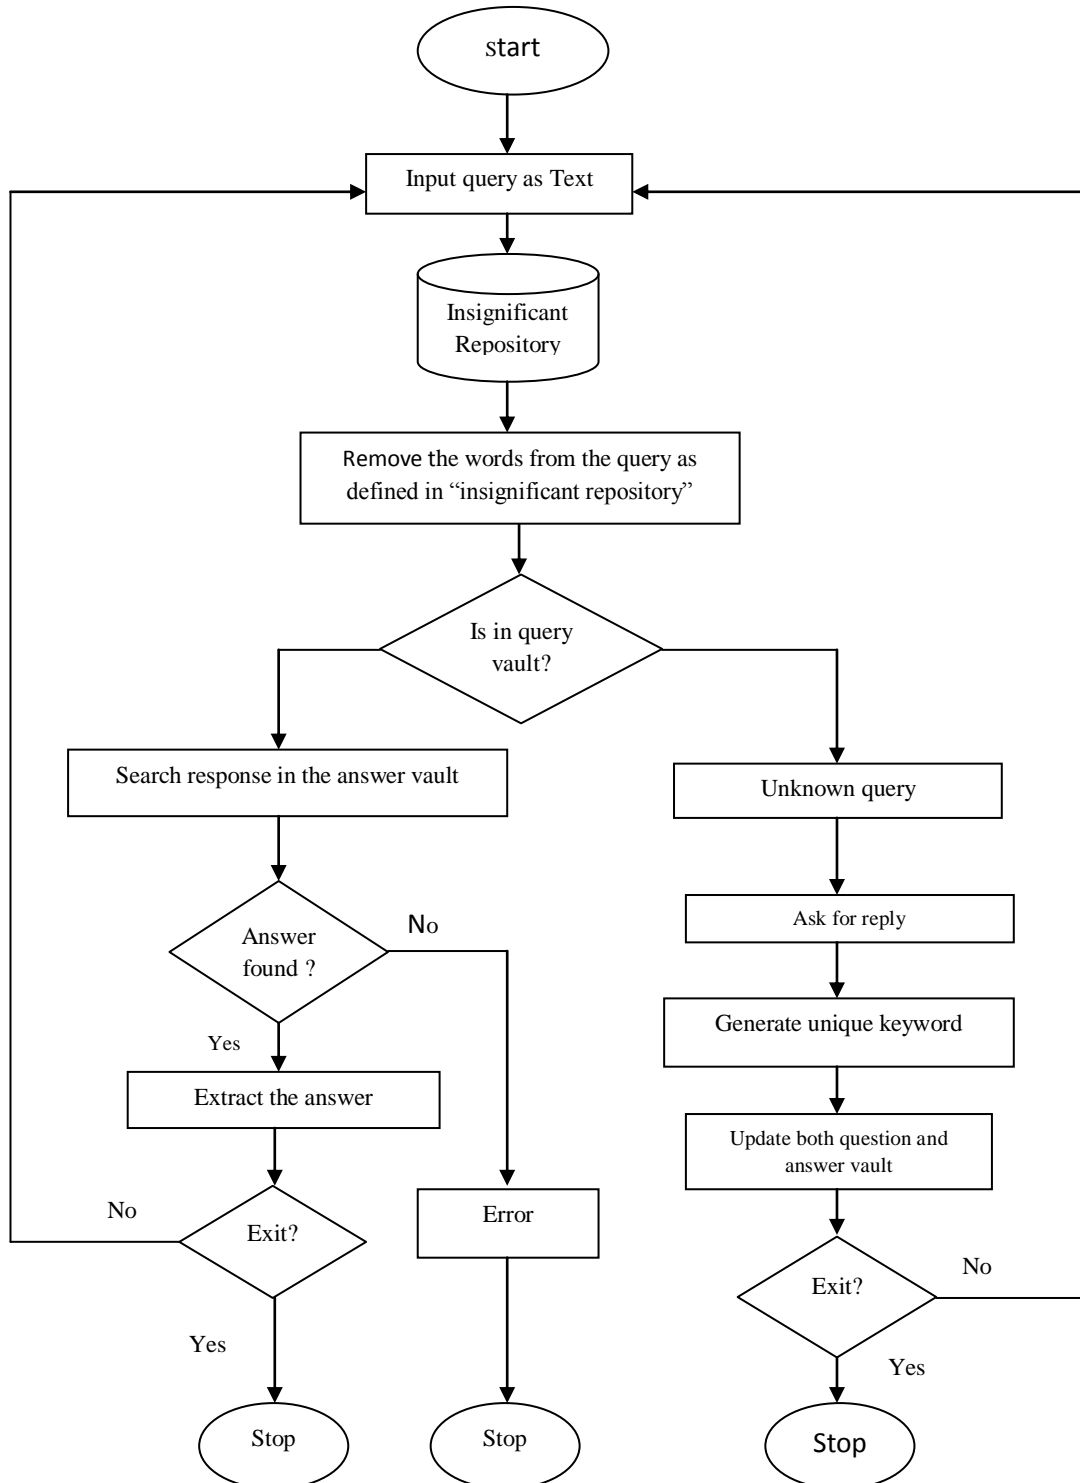 start
Input query as Text
Insignificant
Repository
Remove the words from the query as
defined in “insignificant repository”
Is in query
vault?
Search response in the answer vault
Unknown query
Answer
found ?
No
Ask for reply
Yes
Generate unique keyword
Extract the answer
Update both question and
answer vault
No
Exit?
Error
Exit?
No
Yes
Yes
Stop
Stop
Stop